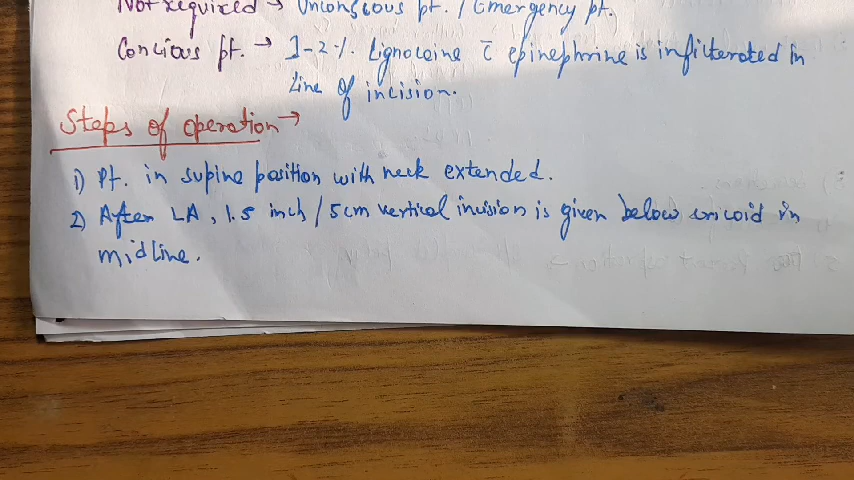 Not required → Unconscious pt. / Emergency pt.
Concious pt. → 1-2%. Lignocaine c̄ epinephrine is infilterated in
line of incision.
Steps of operation →
1) Pt. in supine position with neck extended.
2) After LA, 1.5 inch / 5cm vertical incision is given below cricoid in
midline.